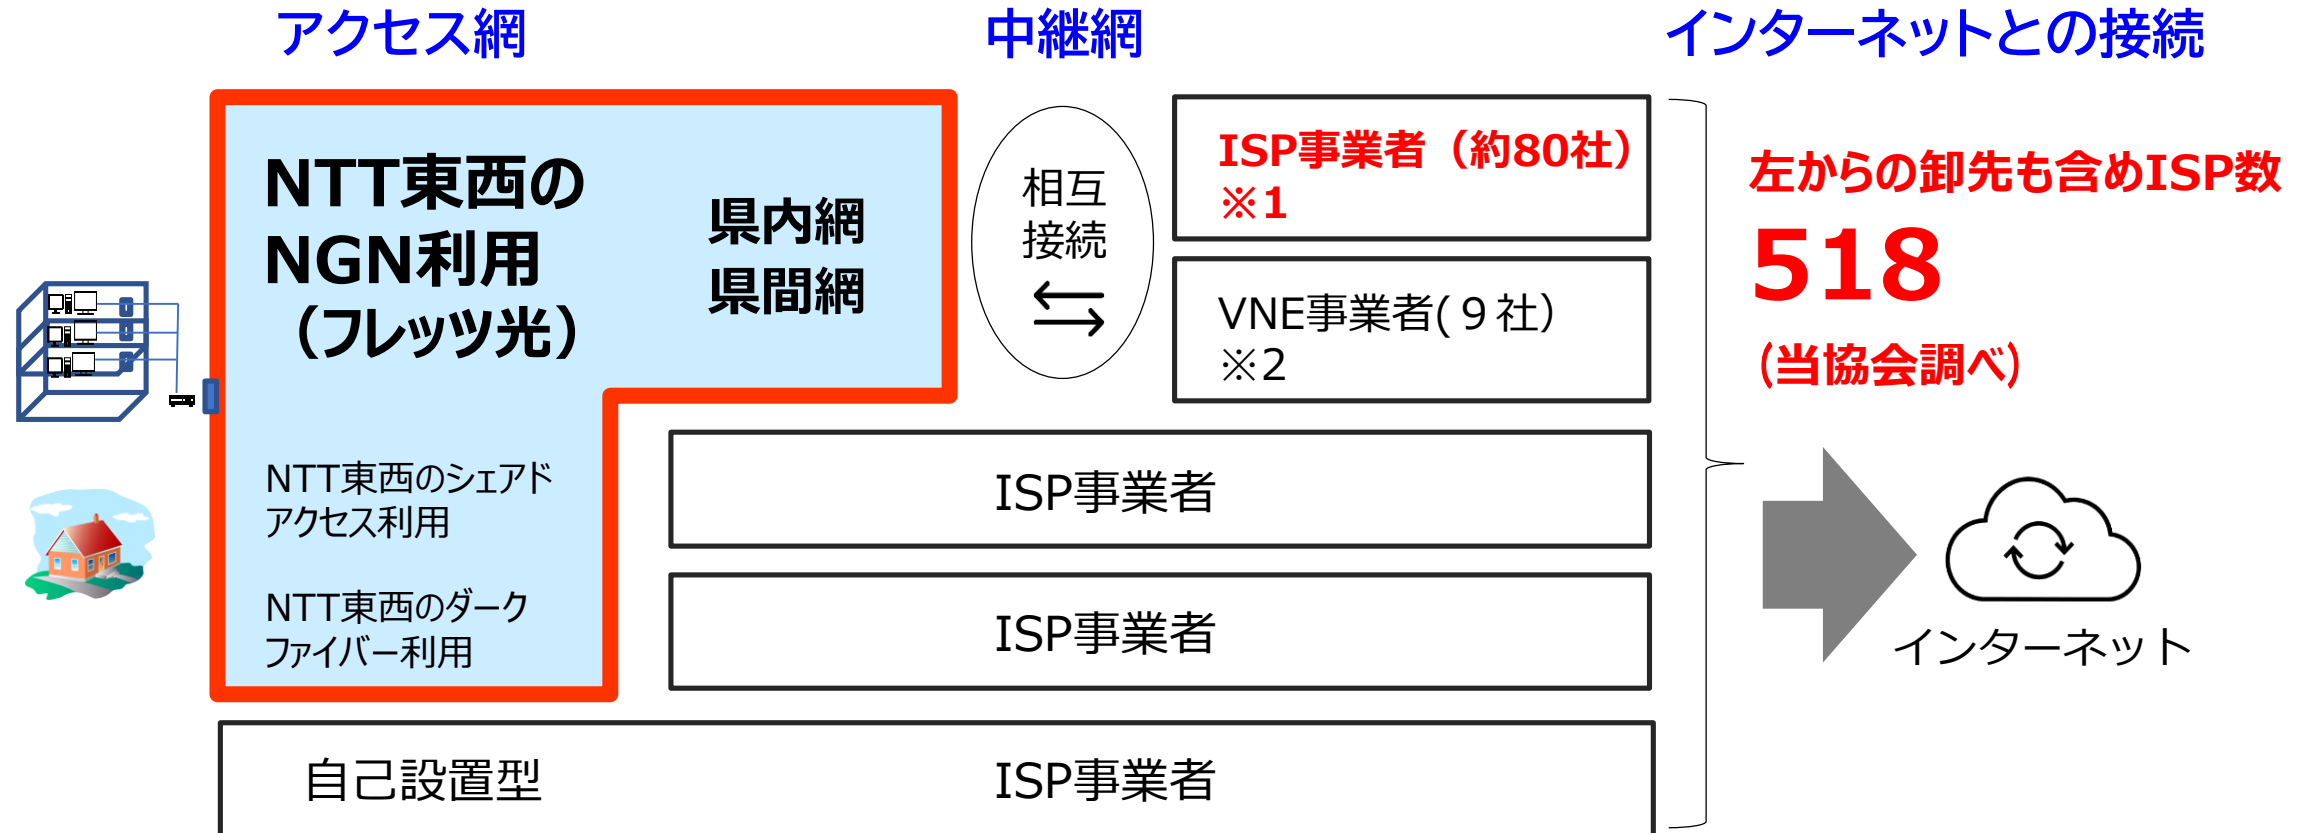 アクセス網
中継網
インターネットとの接続
NTT東西の
NGN利用
（フレッツ光）
県内網
県間網
相互
接続
ISP事業者（約80社）
※1
VNE事業者(９社）
※2
左からの卸先も含めISP数
518
(当協会調べ)
NTT東西のシェアド
アクセス利用
ISP事業者
NTT東西のダーク
ファイバー利用
ISP事業者
インターネット
自己設置型
ISP事業者